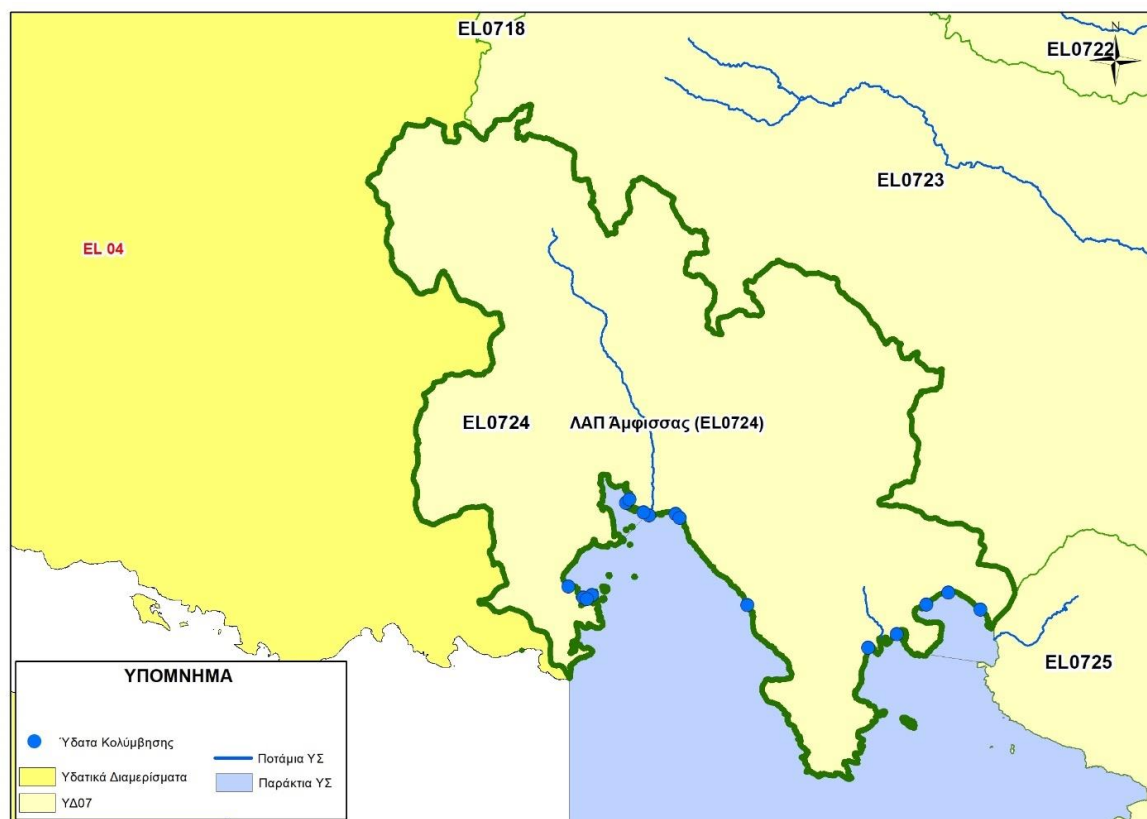 EL0718
N
EL0722
EL0723
EL 04
EL0724
ΛΑΠ Άμφισσας (EL0724)
EL0725
ΥΠΟΜΝΗΜΑ
Ύδατα Κολύμβησης
Υδατικά Διαμερίσματα
ΥΔ07
Ποτάμια ΥΣ
Παράκτια ΥΣ